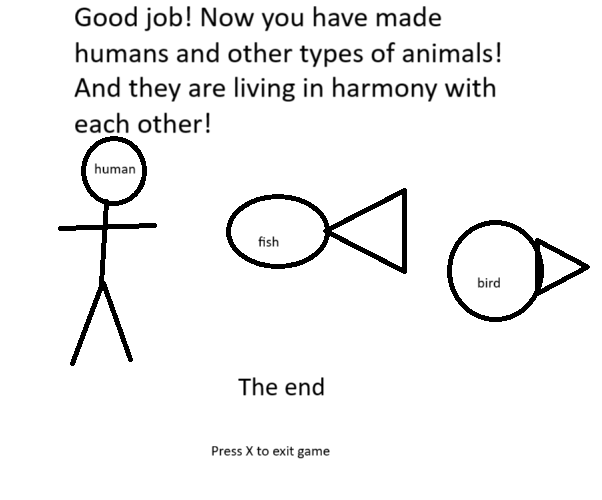 Good job! Now you have made
humans and other types of animals!
And they are living in harmony with
each other!
human
fish
bird
The end
Press X to exit game